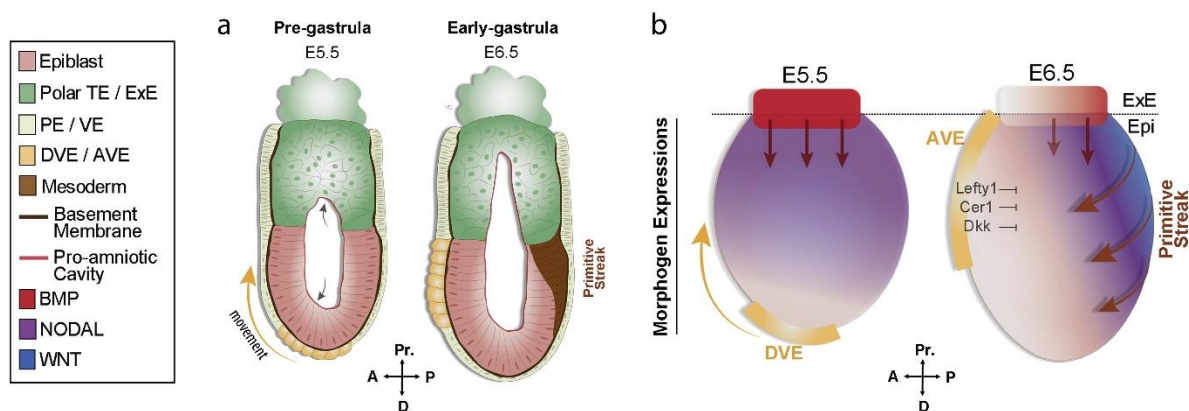 Epiblast
Polar TE / ExE
PE / VE
DVE / AVE
Mesoderm
Basement
Membrane
Pro-amniotic
Cavity
BMP
NODAL
WNT
a
Pre-gastrula
E5.5
Early-gastrula
E6.5
movement
Primitive
Streak
Pr.
A
P
D
b
Morphogen Expressions
E5.5
DVE
E6.5
ExE
Epi
AVE
Lefty1
Cer1
Dkk
Primitive
Streak
Pr.
A
P
D
Pr.
A
P
D